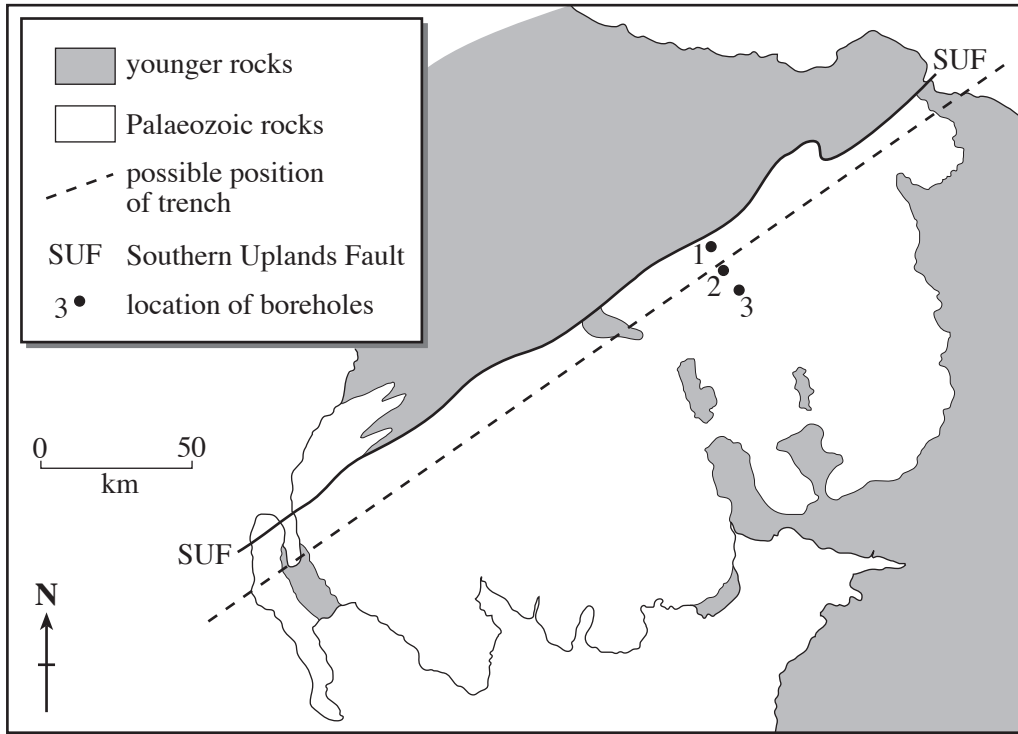 younger rocks
Palaeozoic rocks
possible position
of trench
SUF Southern Uplands Fault
3 location of boreholes
SUF
1
2
3
0 50
km
SUF
N